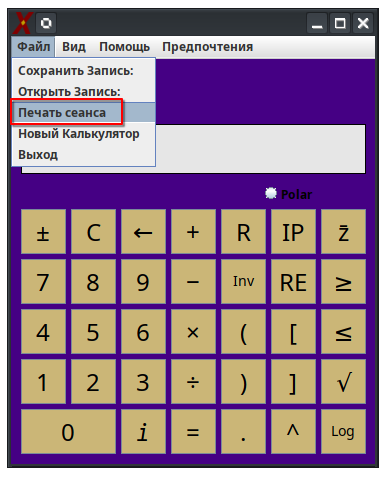 Файл Вид Помощь Предпочтения
Сохранить Запись:
Открыть Запись:
Печать сеанса
Новый Калькулятор
Выход
Polar
± C ← + R IP z̄
7 8 9 − Inv RE ≥
4 5 6 × ( [ ≤
1 2 3 ÷ ) ] √
0 i = . ^ Log